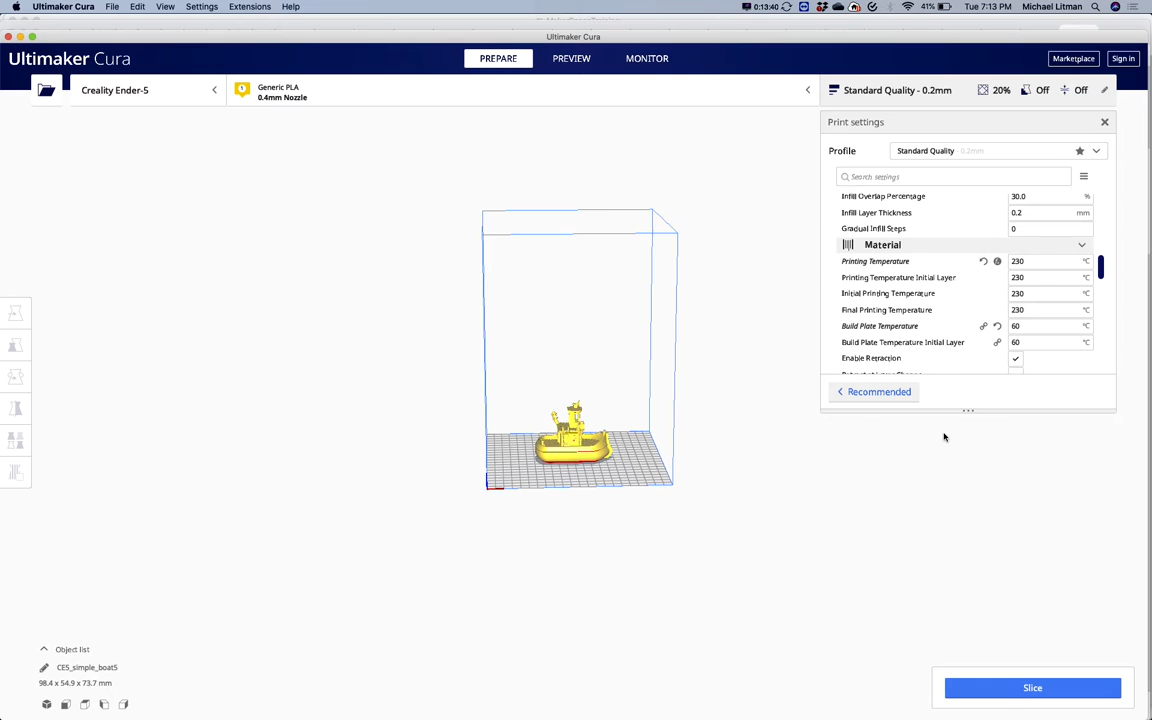 Ultimaker Cura File Edit View Settings Extensions Help 0:13:40 41% Tue 7:13 PM Michael Litman
Ultimaker Cura
Ultimaker Cura PREPARE PREVIEW MONITOR Marketplace Sign in
Creality Ender-5
Generic PLA
0.4mm Nozzle
Standard Quality - 0.2mm 20% Off Off
Print settings
Profile Standard Quality - 0.2mm
Search settings
Infill Overlap Percentage 30.0 %
Infill Layer Thickness 0.2 mm
Gradual Infill Steps 0
Material
Printing Temperature 230 °C
Printing Temperature Initial Layer 230 °C
Initial Printing Temperature 230 °C
Final Printing Temperature 230 °C
Build Plate Temperature 60 °C
Build Plate Temperature Initial Layer 60 °C
Enable Retraction
Recommended
Object list
CE5_simple_boat5
98.4 x 54.9 x 73.7 mm
Slice